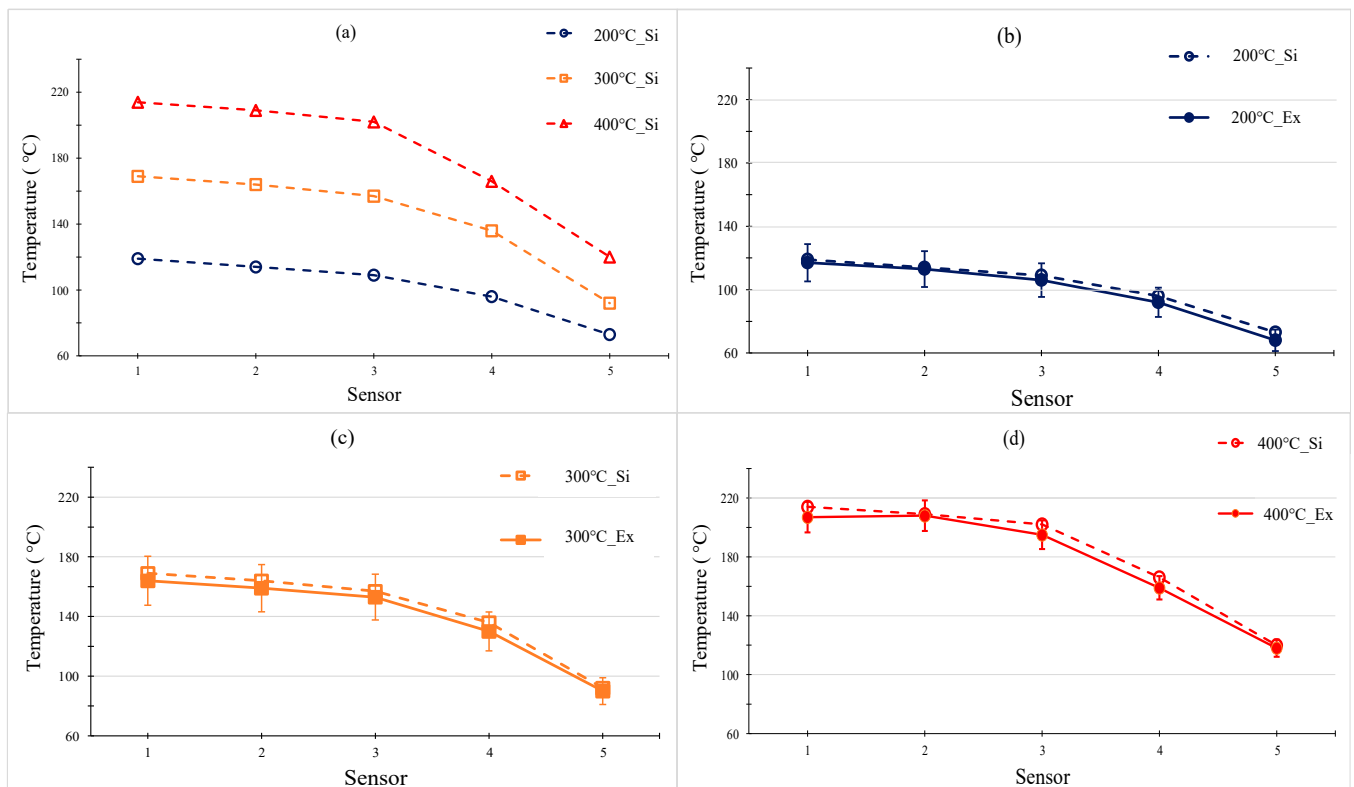 (a)
200℃_Si
300℃_Si
400℃_Si
Temperature ( ℃)
220
180
140
100
60
1 2 3 4 5
Sensor
(b)
200℃_Si
200℃_Ex
Temperature ( ℃)
220
180
140
100
60
1 2 3 4 5
Sensor
(c)
300℃_Si
300℃_Ex
Temperature ( ℃)
220
180
140
100
60
1 2 3 4 5
Sensor
(d)
400℃_Si
400℃_Ex
Temperature ( ℃)
220
180
140
100
60
1 2 3 4 5
Sensor